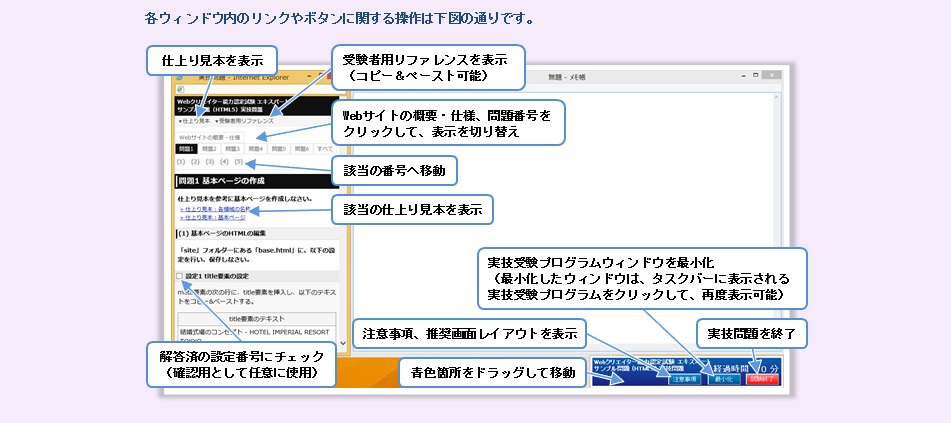 各ウィンドウ内のリンクやボタンに関する操作は下図の通りです。
仕上り見本を表示
受験者用リファレンスを表示
(コピー&ペースト可能)
実技問題 - Internet Explorer
無題 - メモ帳
Webクリエイター能力認定試験 エキスパート
サンプル問題 (HTML5) 実技問題
▾仕上り見本 ▾受験者用リファレンス
Webサイトの概要・仕様、問題番号を
クリックして、表示を切り替え
Webサイトの概要・仕様
問題1 問題2 問題3 問題4 問題5 問題6 すべて
(1) (2) (3) (4) (5)
該当の番号へ移動
問題1 基本ページの作成
仕上り見本を参考に基本ページを作成しなさい。
» 仕上り見本：各領域の名称
» 仕上り見本：基本ページ
該当の仕上り見本を表示
(1) 基本ページのHTMLの編集
「site」フォルダーにある「base.html」に、以下の設
定を行い、保存しなさい。
設定1 title要素の設定
要素の次の行に、title要素を挿入し、以下のテキス
トをコピー&ペーストする。
title要素のテキスト
結婚式場のコンセプト - HOTEL IMPERIAL RESORT
実技受験プログラムウィンドウを最小化
(最小化したウィンドウは、タスクバーに表示される
実技受験プログラムをクリックして、再度表示可能)
注意事項、推奨画面レイアウトを表示
実技問題を終了
解答済の設定番号にチェック
(確認用として任意に使用)
青色箇所をドラッグして移動
Webクリエイター能力認定試験 エキスパート
サンプル問題 (HTML5) 実技問題
経過時間 0 分
注意事項 最小化 試験終了